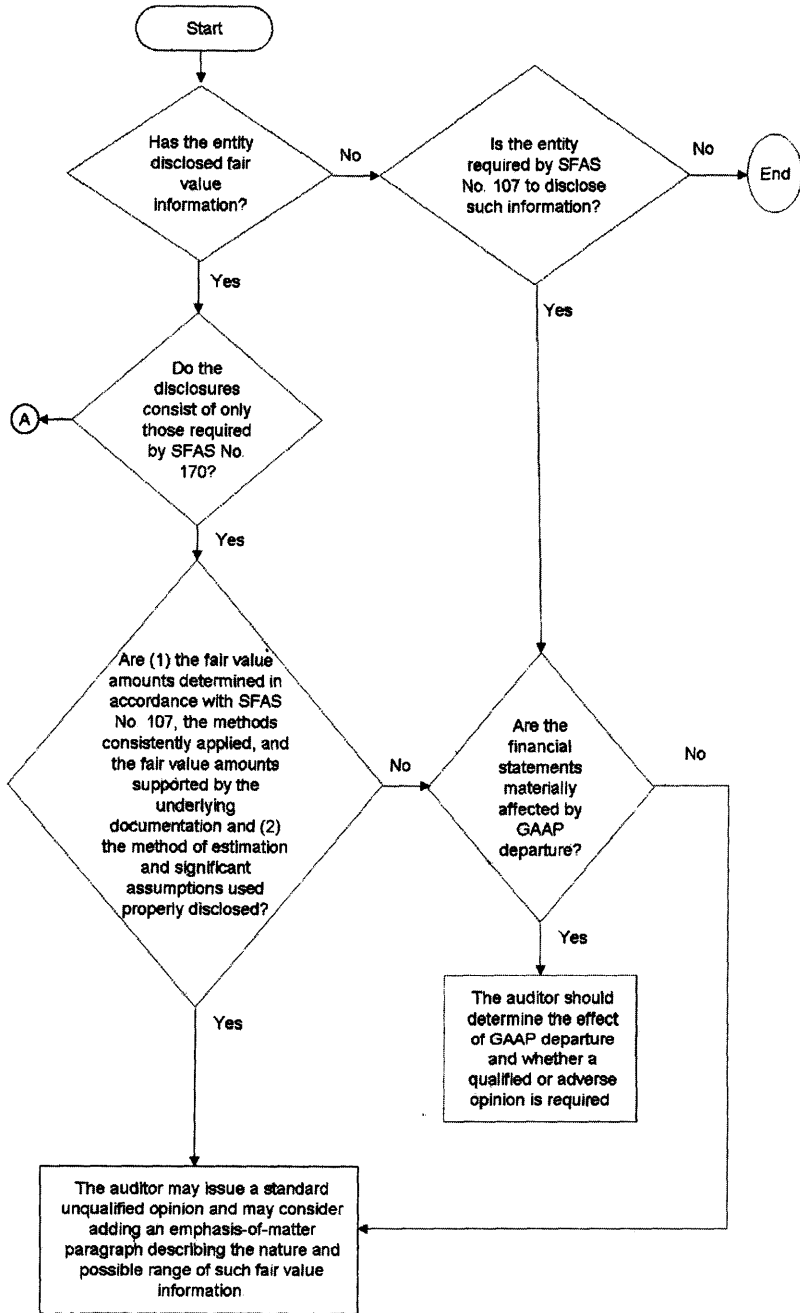 Start
Has the entity
disclosed fair
value
information?
No
Is the entity
required by SFAS
No. 107 to disclose
such information?
No
End
Yes
Yes
Do the
disclosures
consist of only
those required
by SFAS No.
170?
A
Yes
Are (1) the fair value
amounts determined in
accordance with SFAS
No 107, the methods
consistently applied, and
the fair value amounts
supported by the
underlying
documentation and (2)
the method of estimation
and significant
assumptions used
properly disclosed?
No
Are the
financial
statements
materially
affected by
GAAP
departure?
No
Yes
The auditor should
determine the effect
of GAAP departure
and whether a
qualified or adverse
opinion is required
Yes
The auditor may issue a standard
unqualified opinion and may consider
adding an emphasis-of-matter
paragraph describing the nature and
possible range of such fair value
information